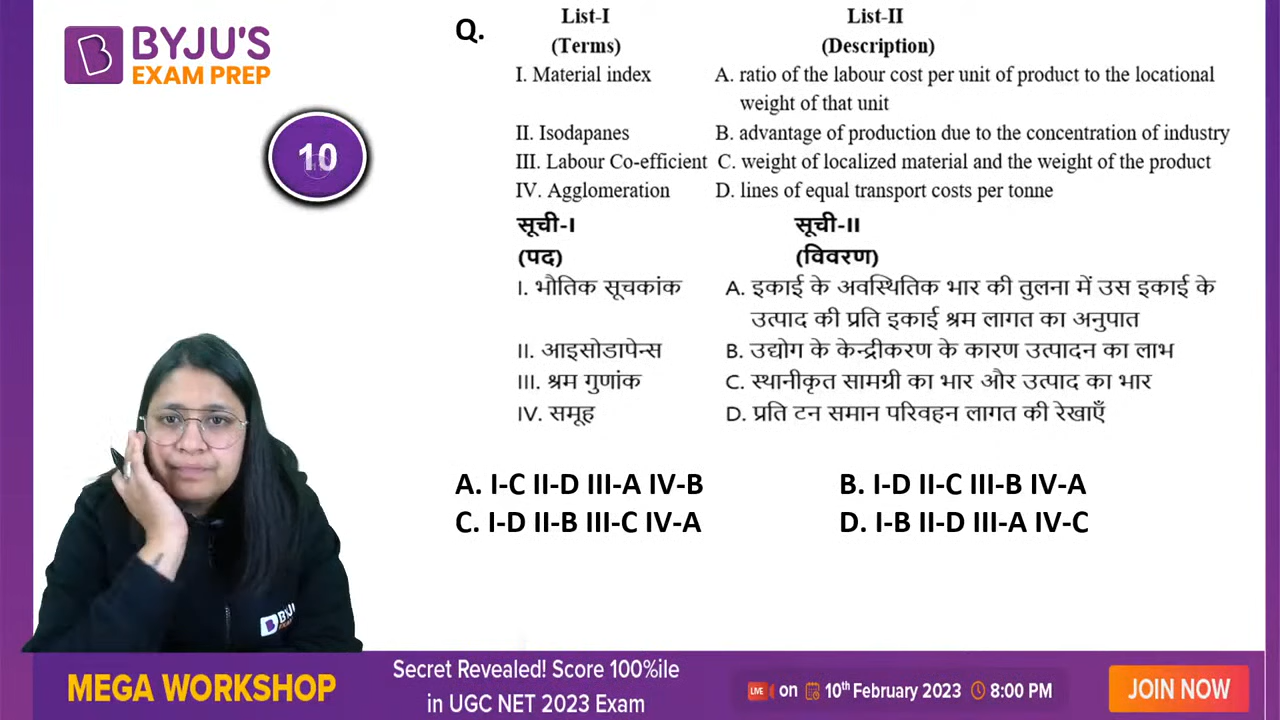 BYJU'S
EXAM PREP
10
Q.
List-I List-II
(Terms) (Description)
I. Material index A. ratio of the labour cost per unit of product to the locational
weight of that unit
II. Isodapanes B. advantage of production due to the concentration of industry
III. Labour Co-efficient C. weight of localized material and the weight of the product
IV. Agglomeration D. lines of equal transport costs per tonne
सूची-I सूची-II
(पद) (विवरण)
I. भौतिक सूचकांक A. इकाई के अवस्थितिक भार की तुलना में उस इकाई के
उत्पाद की प्रति इकाई श्रम लागत का अनुपात
II. आइसोडापेन्स B. उद्योग के केन्द्रीकरण के कारण उत्पादन का लाभ
III. श्रम गुणांक C. स्थानीकृत सामग्री का भार और उत्पाद का भार
IV. समूह D. प्रति टन समान परिवहन लागत की रेखाएँ
A. I-C II-D III-A IV-B B. I-D II-C III-B IV-A
C. I-D II-B III-C IV-A D. I-B II-D III-A IV-C
MEGA WORKSHOP
Secret Revealed! Score 100%ile
in UGC NET 2023 Exam
LIVE on 10th February 2023 8:00 PM
JOIN NOW